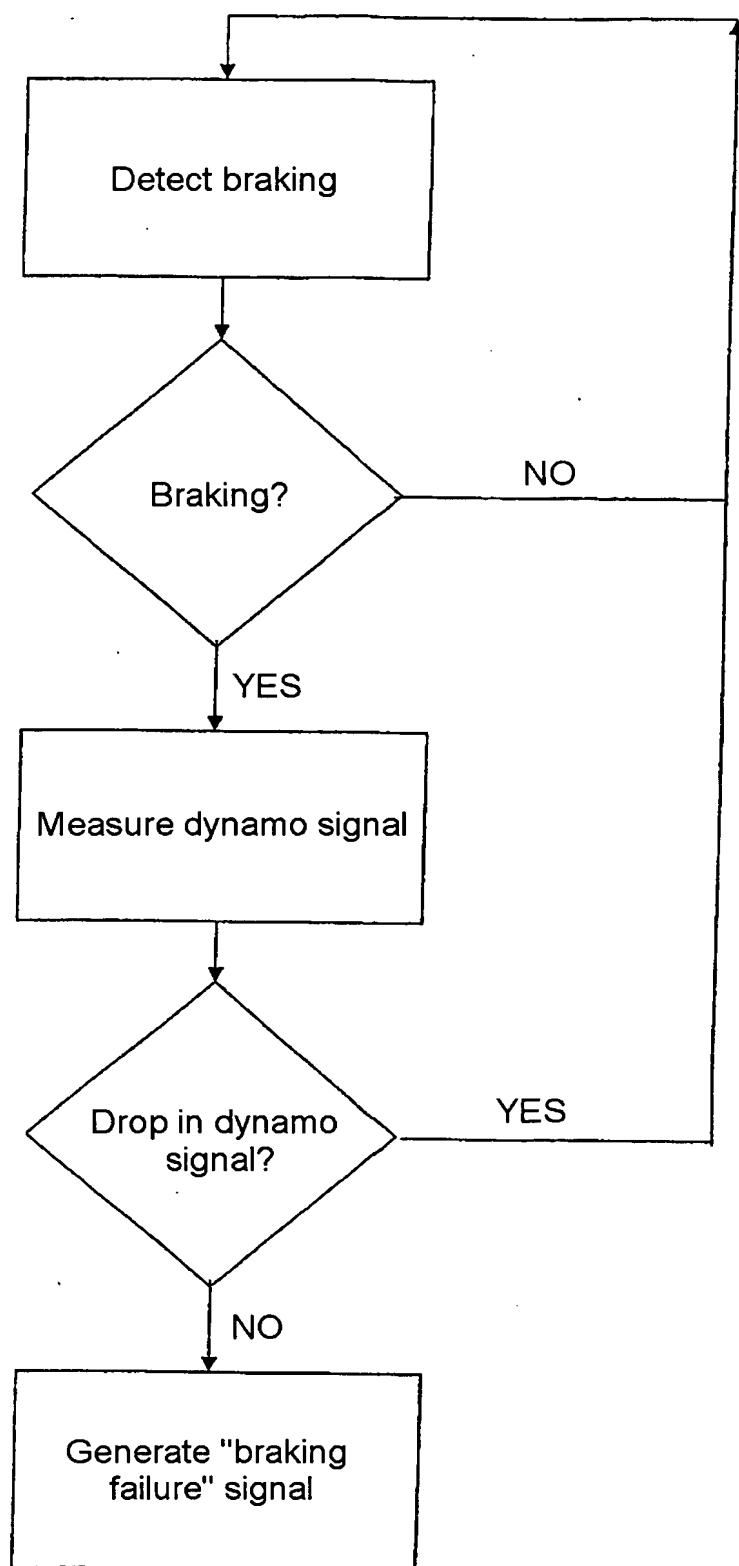 Detect braking
Braking?
NO
YES
Measure dynamo signal
Drop in dynamo
signal?
YES
NO
Generate "braking
failure" signal